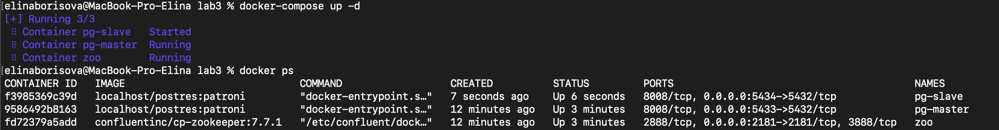 [elinaborisova@MacBook-Pro-Elina lab3 % docker-compose up -d
[+] Running 3/3
⠿ Container pg-slave   Started
⠿ Container pg-master  Running
⠿ Container zoo        Running
[elinaborisova@MacBook-Pro-Elina lab3 % docker ps
CONTAINER ID   IMAGE                             COMMAND                  CREATED          STATUS         PORTS                                        NAMES
f3985369c39d   localhost/postres:patroni         "docker-entrypoint.s…"   7 seconds ago    Up 6 seconds   8008/tcp, 0.0.0.0:5434->5432/tcp             pg-slave
9586492b8163   localhost/postres:patroni         "docker-entrypoint.s…"   12 minutes ago   Up 3 minutes   8008/tcp, 0.0.0.0:5433->5432/tcp             pg-master
fd72379a5add   confluentinc/cp-zookeeper:7.7.1   "/etc/confluent/dock…"   12 minutes ago   Up 3 minutes   2888/tcp, 0.0.0.0:2181->2181/tcp, 3888/tcp   zoo